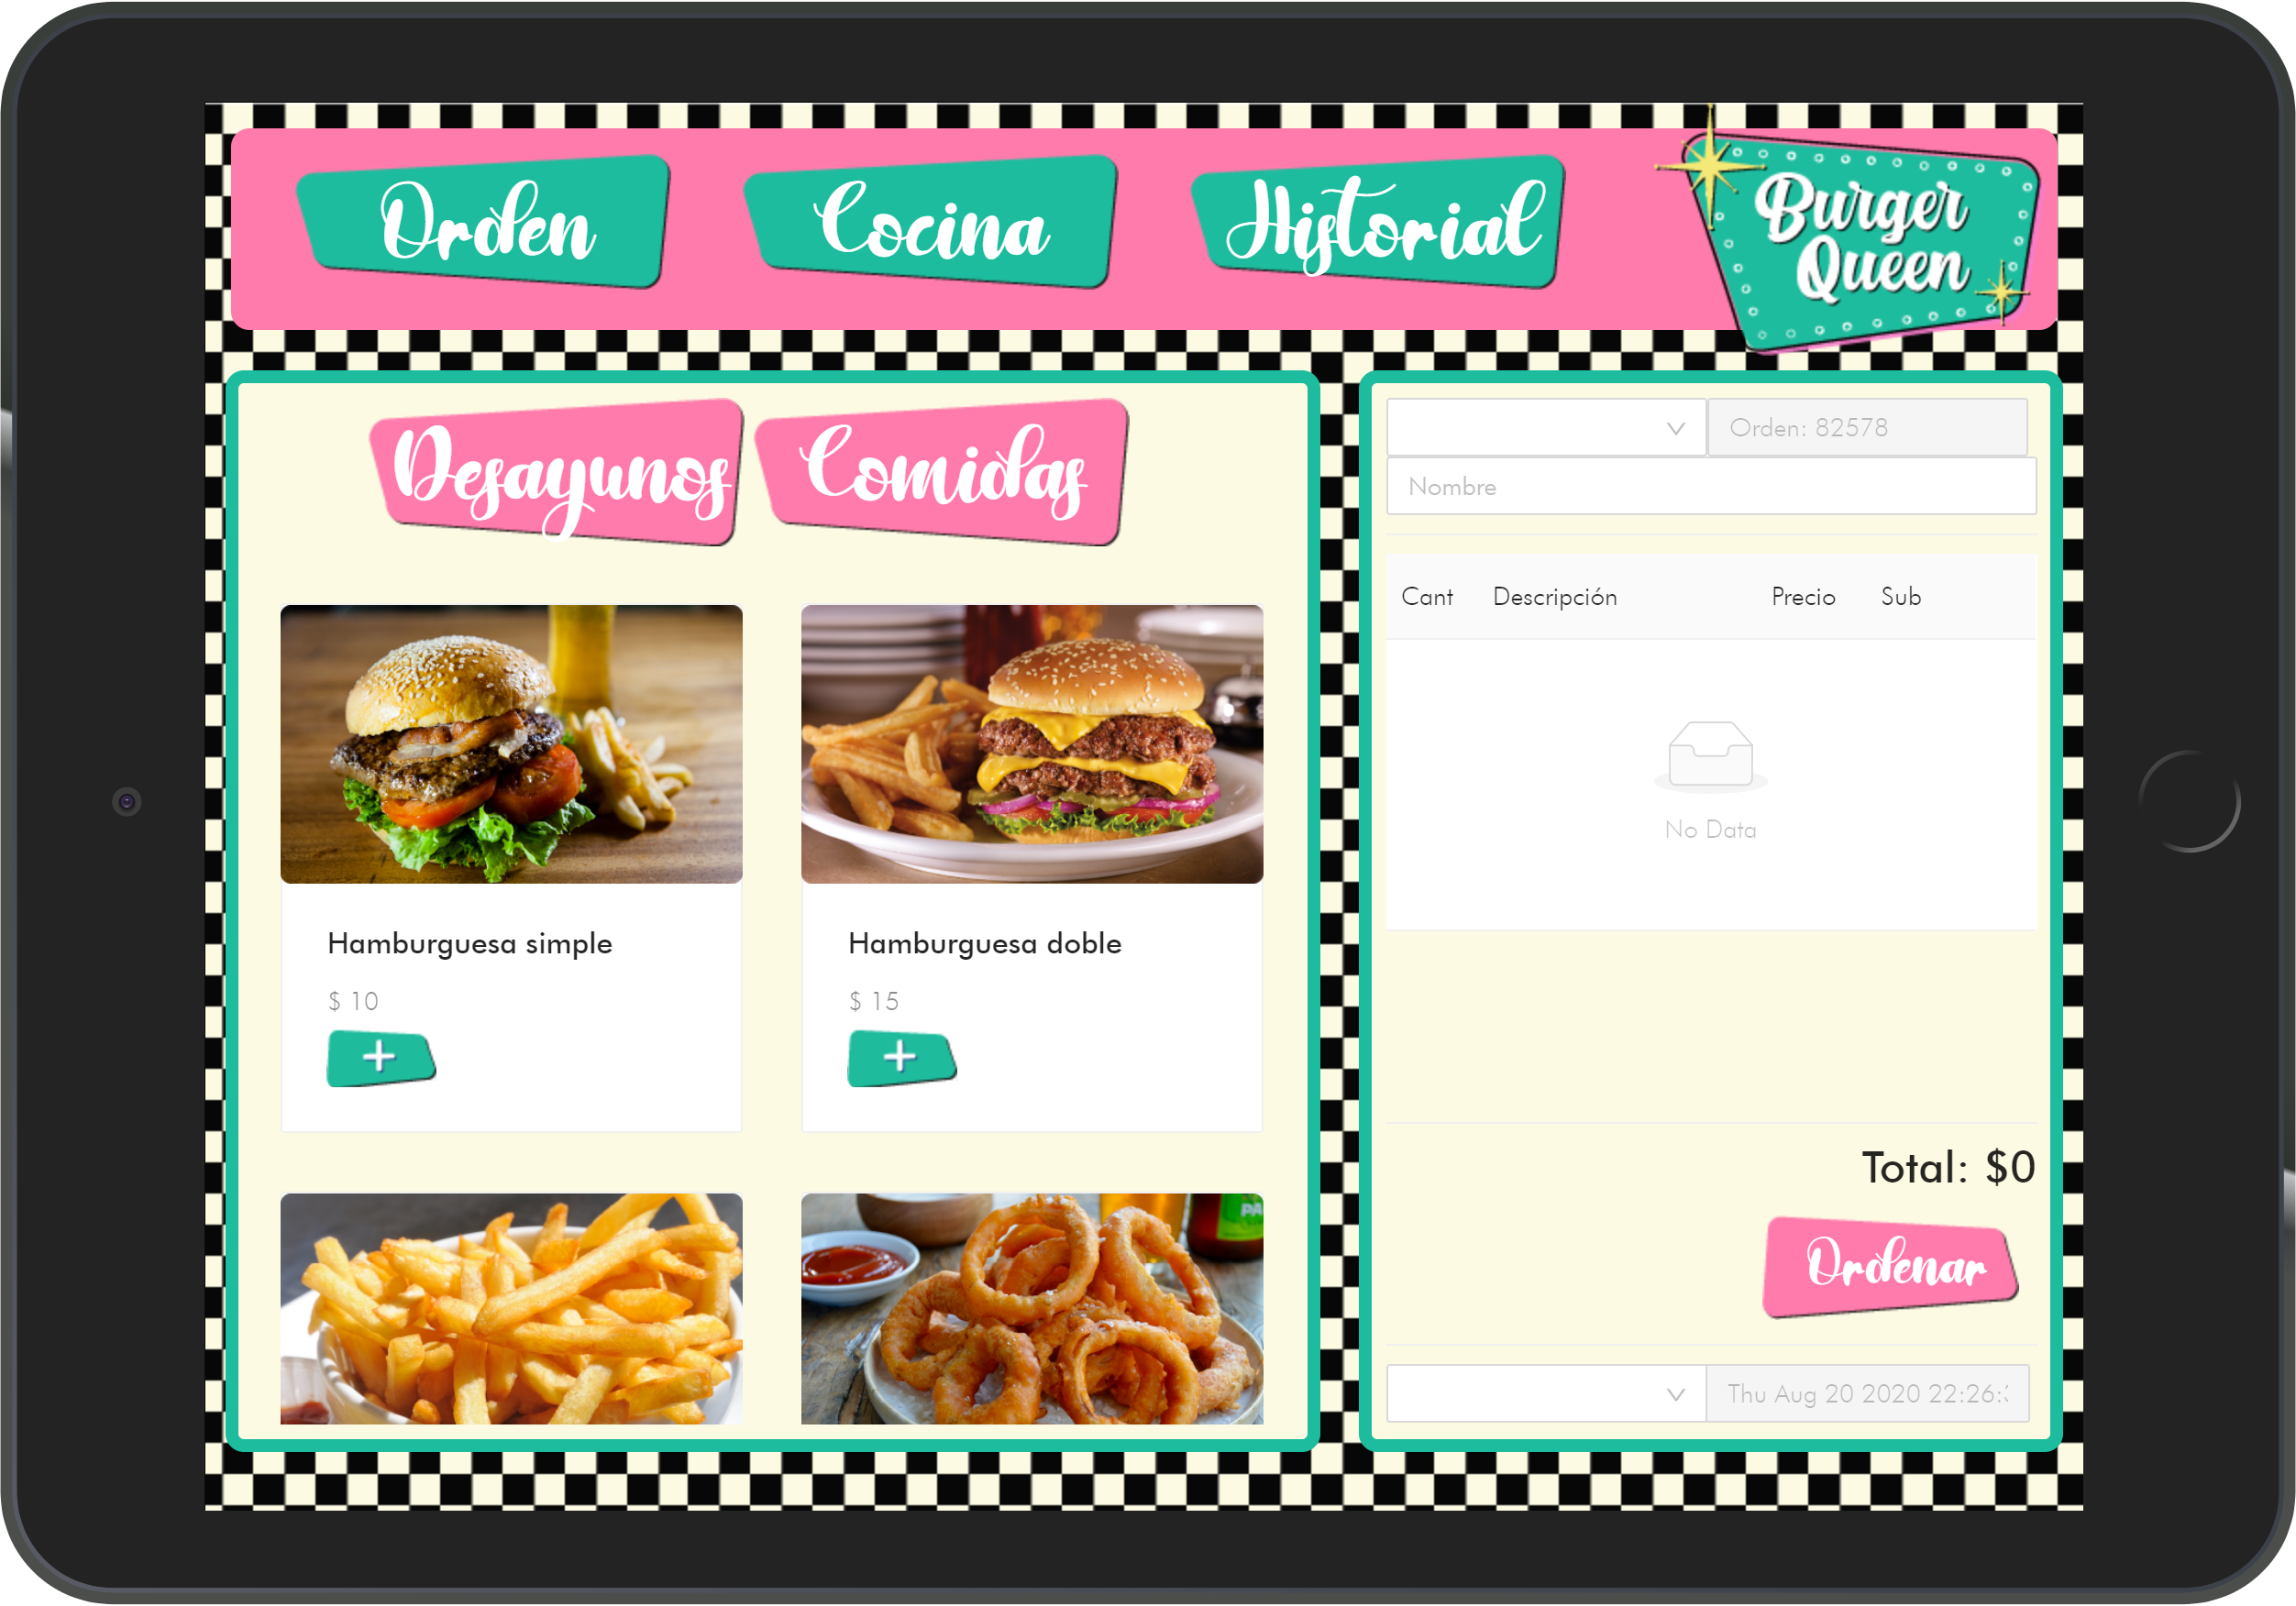 Orden
Cocina
Historial
Burger
Queen
Desayunos
Comidas
Orden: 82578
Nombre
Cant Descripción Precio Sub
No Data
Hamburguesa simple
$ 10
+
Hamburguesa doble
$ 15
+
PA
Total: $0
Ordenar
Thu Aug 20 2020 22:26: